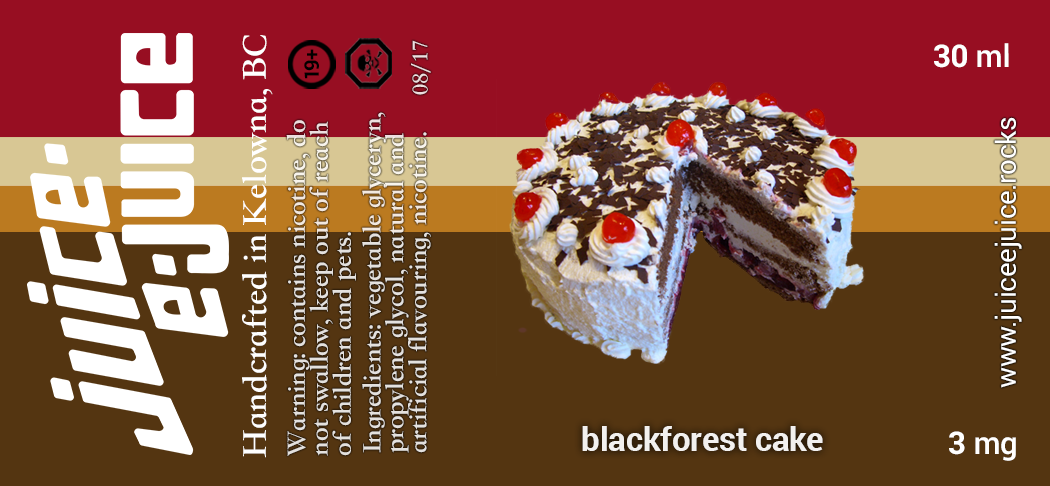 juice·
e·juice
Handcrafted in Kelowna, BC
19+
Warning: contains nicotine, do
not swallow, keep out of reach
of children and pets.
Ingredients: vegetable glyceryn,
propylene glycol, natural and
artificial flavouring, nicotine.
08/17
blackforest cake
30 ml
www.juiceejuice.rocks
3 mg